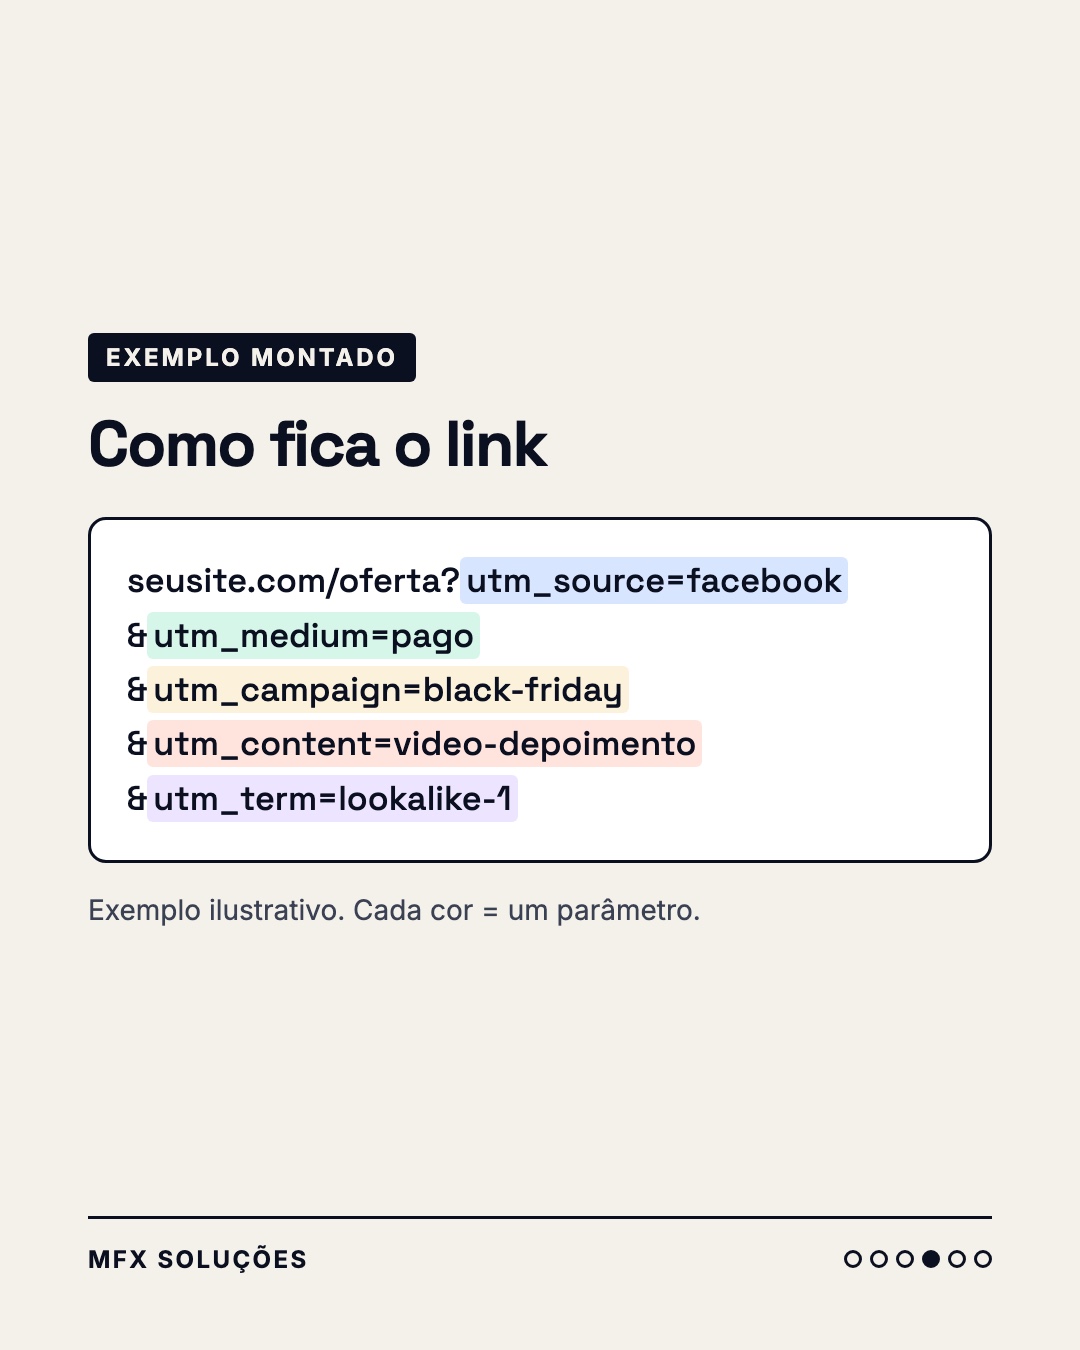 EXEMPLO MONTADO
Como fica o link
seusite.com/oferta?utm_source=facebook
&utm_medium=pago
&utm_campaign=black-friday
&utm_content=video-depoimento
&utm_term=lookalike-1
Exemplo ilustrativo. Cada cor = um parâmetro.
MFX SOLUÇÕES